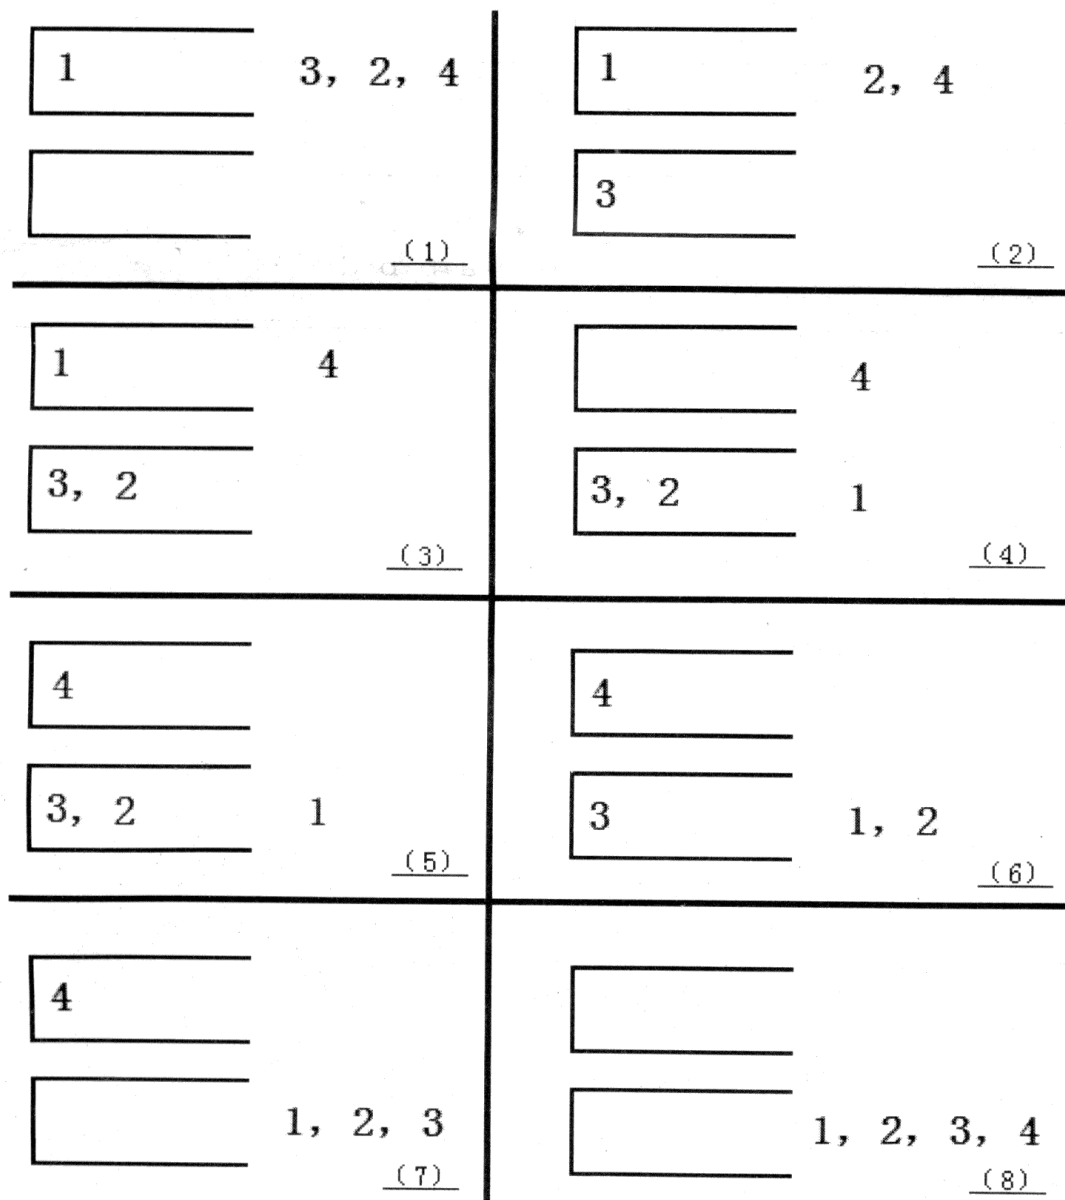 1 3, 2, 4
(1)
1 2, 4
3
(2)
1 4
3, 2
(3)
4
3, 2 1
(4)
4
3, 2 1
(5)
4
3 1, 2
(6)
4
1, 2, 3
(7)
1, 2, 3, 4
(8)